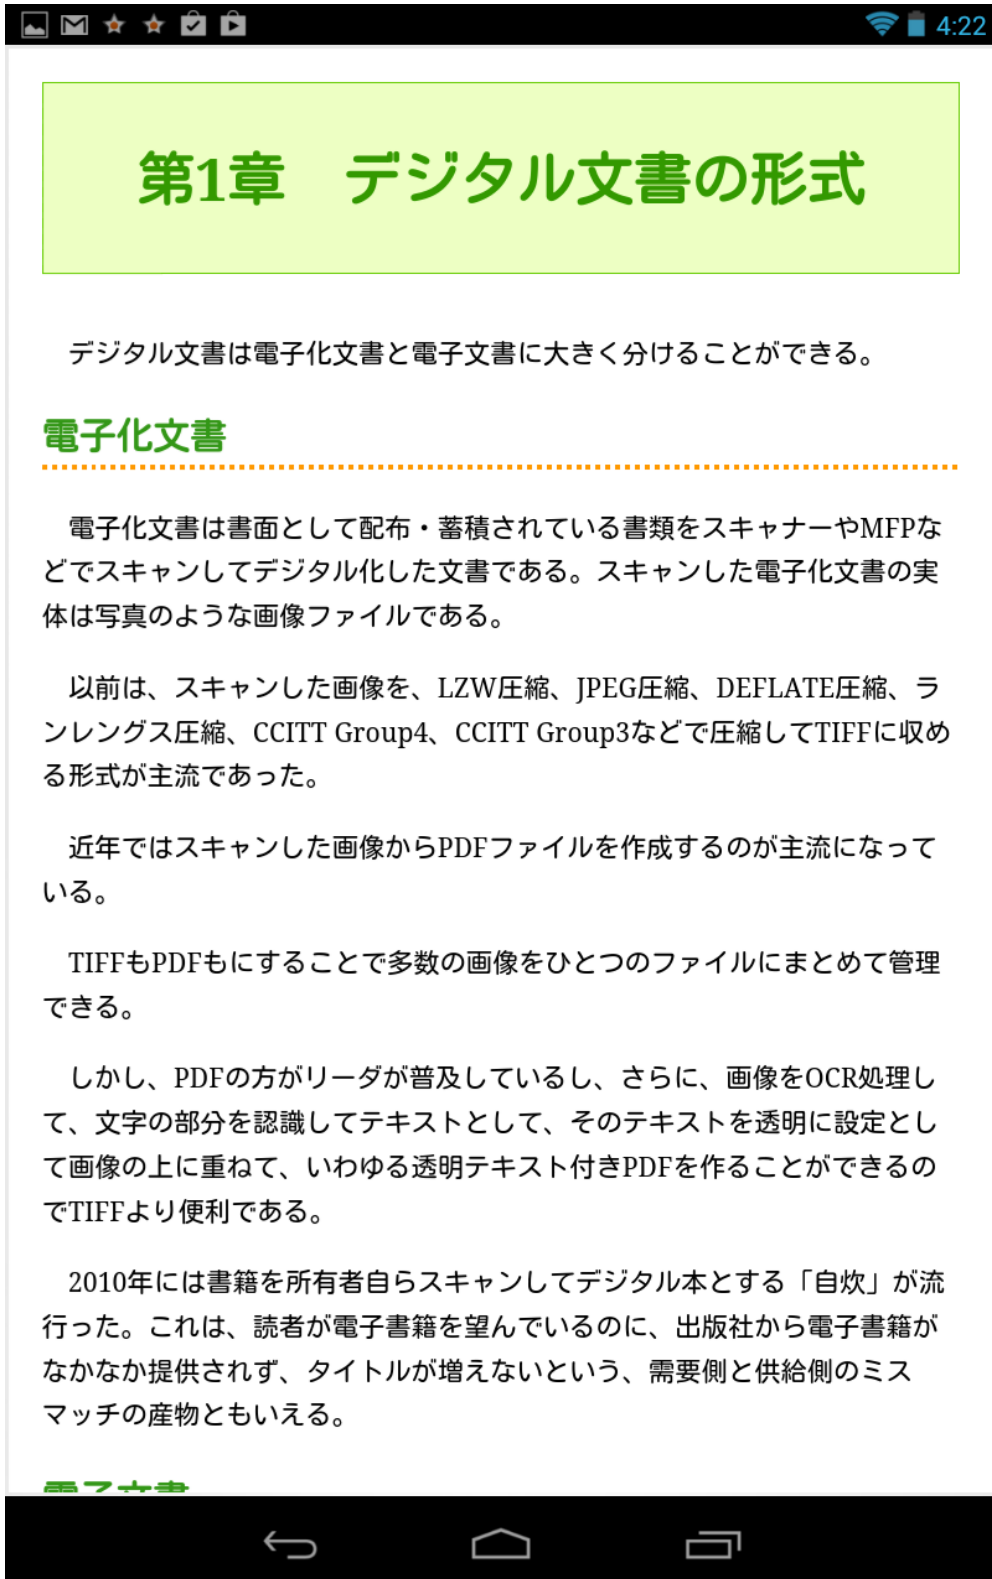 4:22
第1章　デジタル文書の形式
　デジタル文書は電子化文書と電子文書に大きく分けることができる。
電子化文書
　電子化文書は書面として配布・蓄積されている書類をスキャナーやMFPな
どでスキャンしてデジタル化した文書である。スキャンした電子化文書の実
体は写真のような画像ファイルである。
　以前は、スキャンした画像を、LZW圧縮、JPEG圧縮、DEFLATE圧縮、ラ
ンレングス圧縮、CCITT Group4、CCITT Group3などで圧縮してTIFFに収め
る形式が主流であった。
　近年ではスキャンした画像からPDFファイルを作成するのが主流になって
いる。
　TIFFもPDFもにすることで多数の画像をひとつのファイルにまとめて管理
できる。
　しかし、PDFの方がリーダが普及しているし、さらに、画像をOCR処理し
て、文字の部分を認識してテキストとして、そのテキストを透明に設定とし
て画像の上に重ねて、いわゆる透明テキスト付きPDFを作ることができるの
でTIFFより便利である。
　2010年には書籍を所有者自らスキャンしてデジタル本とする「自炊」が流
行った。これは、読者が電子書籍を望んでいるのに、出版社から電子書籍が
なかなか提供されず、タイトルが増えないという、需要側と供給側のミス
マッチの産物ともいえる。
電子文書